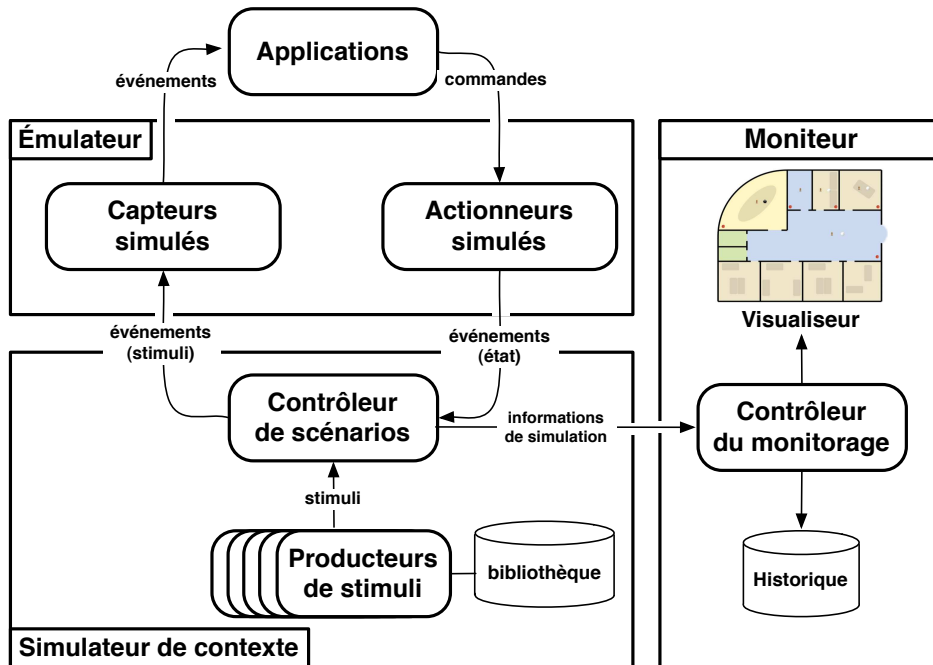 Applications
événements
commandes
Émulateur
Moniteur
Capteurs
simulés
Actionneurs
simulés
Visualiseur
événements
(stimuli)
événements
(état)
Contrôleur
de scénarios
informations
de simulation
Contrôleur
du monitorage
stimuli
Producteurs
de stimuli
bibliothèque
Historique
Simulateur de contexte